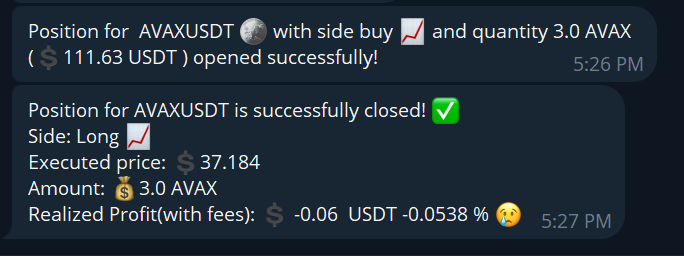 Position for AVAXUSDT 🌑 with side buy 📈 and quantity 3.0 AVAX
( 💲 111.63 USDT ) opened successfully!
5:26 PM
Position for AVAXUSDT is successfully closed! ✅
Side: Long 📈
Executed price: 💲 37.184
Amount: 💰 3.0 AVAX
Realized Profit(with fees): 💲 -0.06 USDT -0.0538 % 😢
5:27 PM